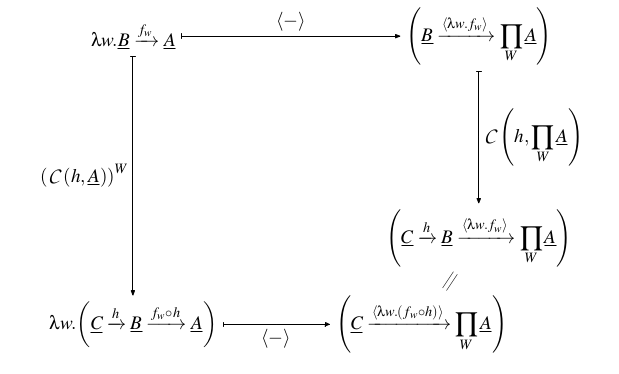 λw.B —f_w→ A
⟨−⟩
(B —⟨λw.f_w⟩→ ∏_W A)
(C(h,A))^W
C(h,∏_W A)
(C —h→ B —⟨λw.f_w⟩→ ∏_W A)
//
λw.(C —h→ B —f_w∘h→ A)
⟨−⟩
(C —⟨λw.(f_w∘h)⟩→ ∏_W A)